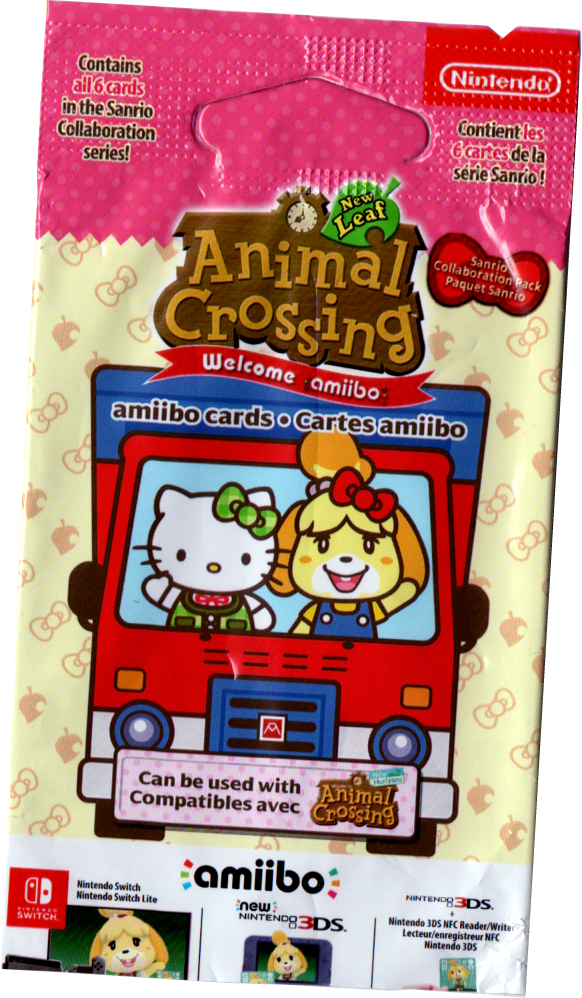 Contains
all 6 cards
in the Sanrio
Collaboration
series!
Nintendo
Contient les
6 cartes de la
série Sanrio !
New
Leaf
Animal
Crossing
Sanrio
Collaboration Pack
Paquet Sanrio
Welcome amiibo
amiibo cards • Cartes amiibo
Can be used with
Compatibles avec
New
Horizons
Animal
Crossing
amiibo
NINTENDO
SWITCH
Nintendo Switch
Nintendo Switch Lite
new
NINTENDO 3DS.
NINTENDO 3DS.
+
Nintendo 3DS NFC Reader/Writer
Lecteur/enregistreur NFC
Nintendo 3DS